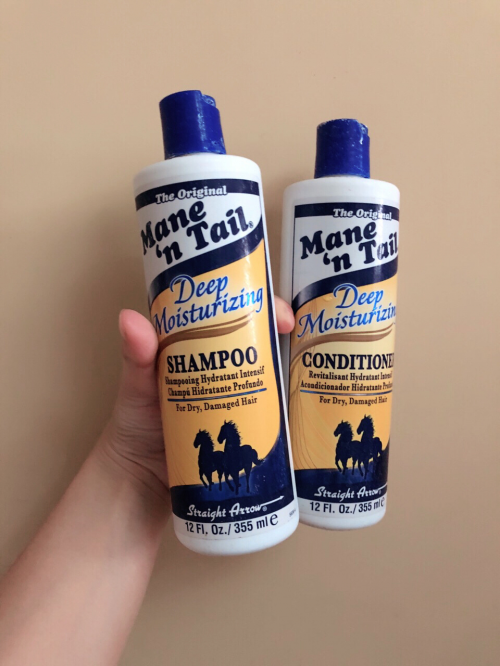 The Original
Mane
'n Tail®
Deep
Moisturizing
SHAMPOO
Shampooing Hydratant Intensif
Champú Hidratante Profundo
For Dry, Damaged Hair
Straight Arrow®
12 Fl. Oz./ 355 ml e
The Original
Mane
'n Tail
Deep
Moisturizin
CONDITIONE
Revitalisant Hydratant Intensif
Acondicionador Hidratante
For Dry, Damaged Hair
Straight Arrow
12 Fl. Oz./ 355 ml e